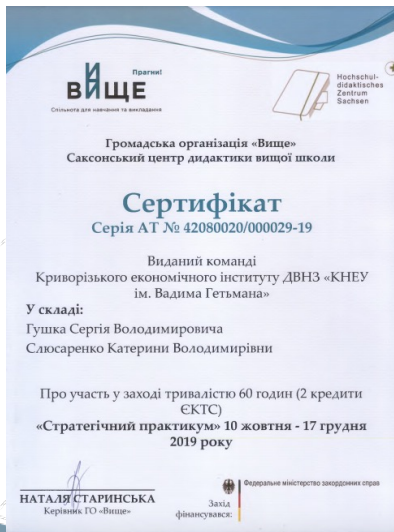 Прагни!
ВИЩЕ
Спільнота для навчання та викладання
Hochschul-
didaktisches
Zentrum
Sachsen
Громадська організація «Вище»
Саксонський центр дидактики вищої школи
Сертифікат
Серія АТ № 42080020/000029-19
Виданий команді
Криворізького економічного інституту ДВНЗ «КНЕУ
ім. Вадима Гетьмана»
У складі:
Гушка Сергія Володимировича
Слюсаренко Катерини Володимирівни
Про участь у заході тривалістю 60 годин (2 кредити
ЄКТС)
«Стратегічний практикум» 10 жовтня - 17 грудня
2019 року
НАТАЛЯ СТАРИНСЬКА
Керівник ГО «Вище»
Захід
фінансувався:
Федеральне міністерство закордонних справ